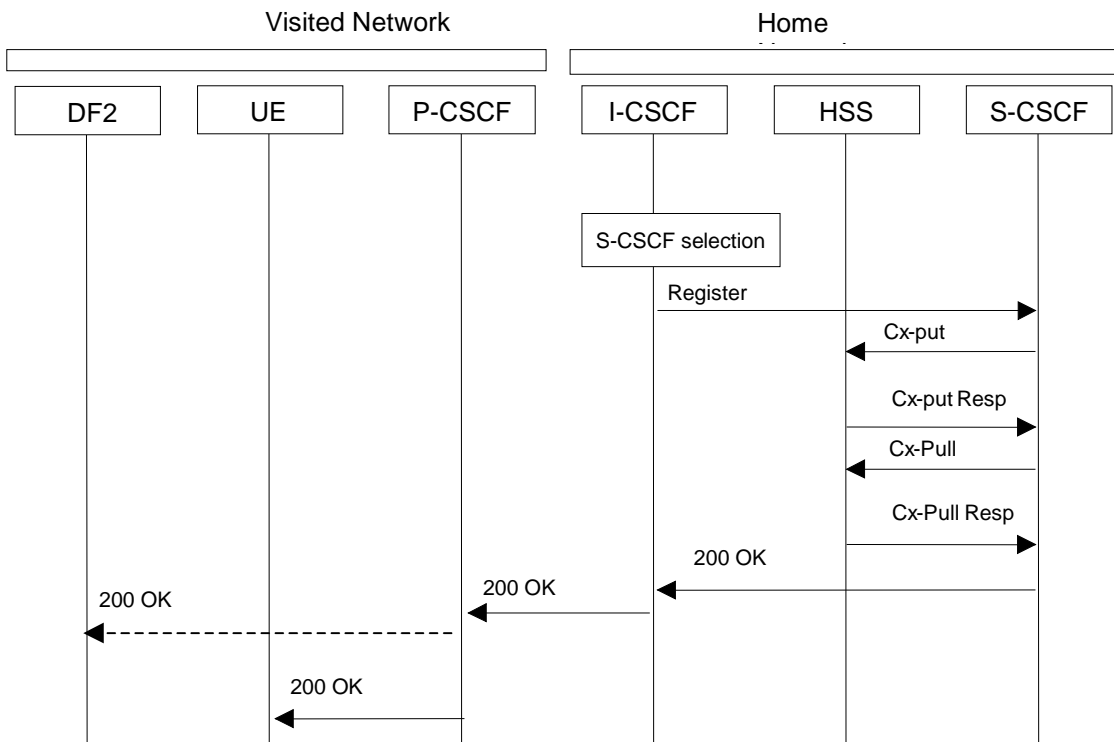 Visited Network
Home
DF2
UE
P-CSCF
I-CSCF
HSS
S-CSCF
S-CSCF selection
Register
Cx-put
Cx-put Resp
Cx-Pull
Cx-Pull Resp
200 OK
200 OK
200 OK
200 OK